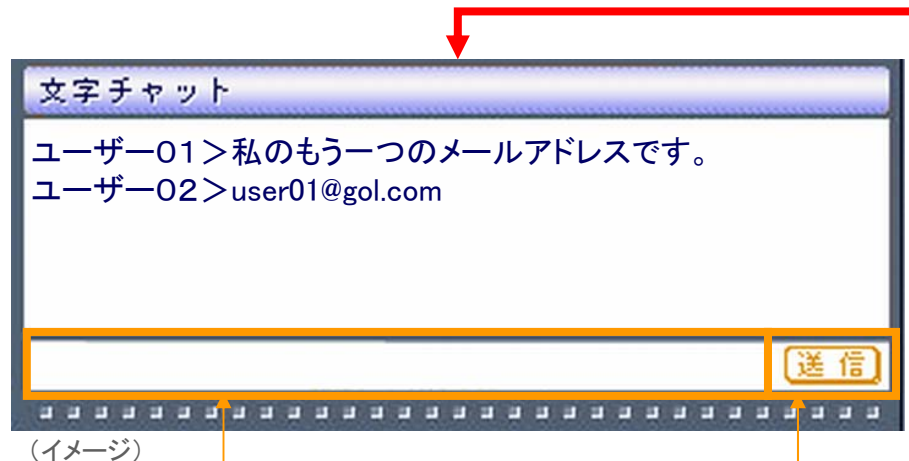 文字チャット
ユーザー01＞私のもう一つのメールアドレスです。
ユーザー02＞user01@gol.com
送信
（イメージ）